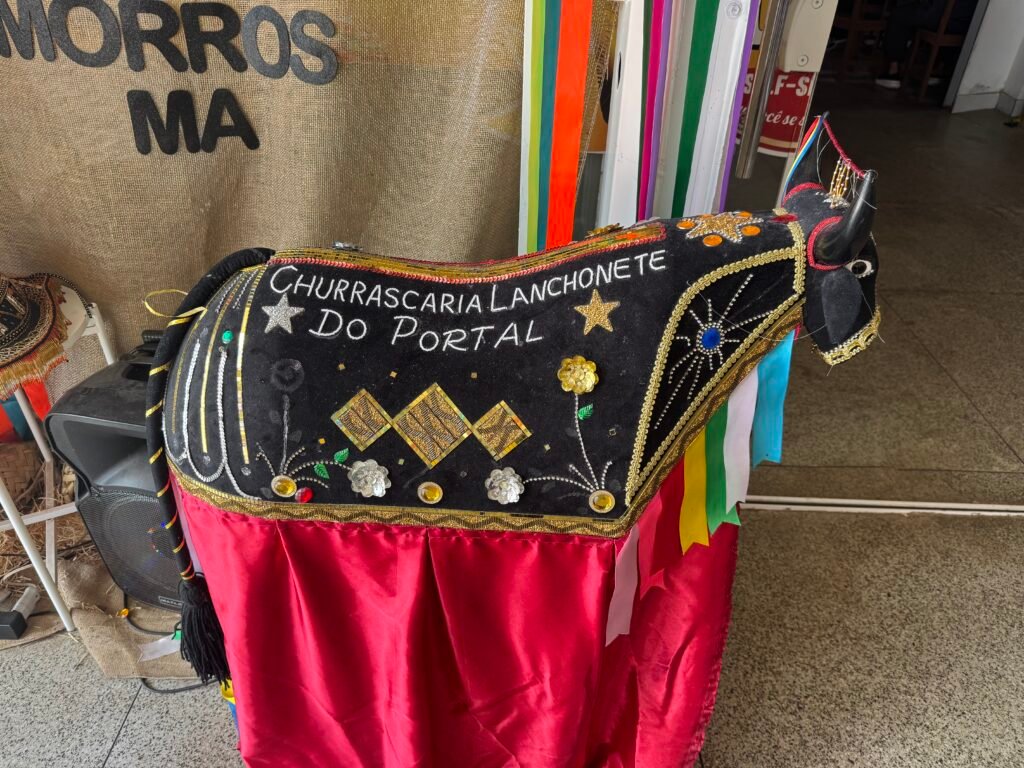 MORROS
MA
CHURRASCARIA LANCHONETE
DO PORTAL